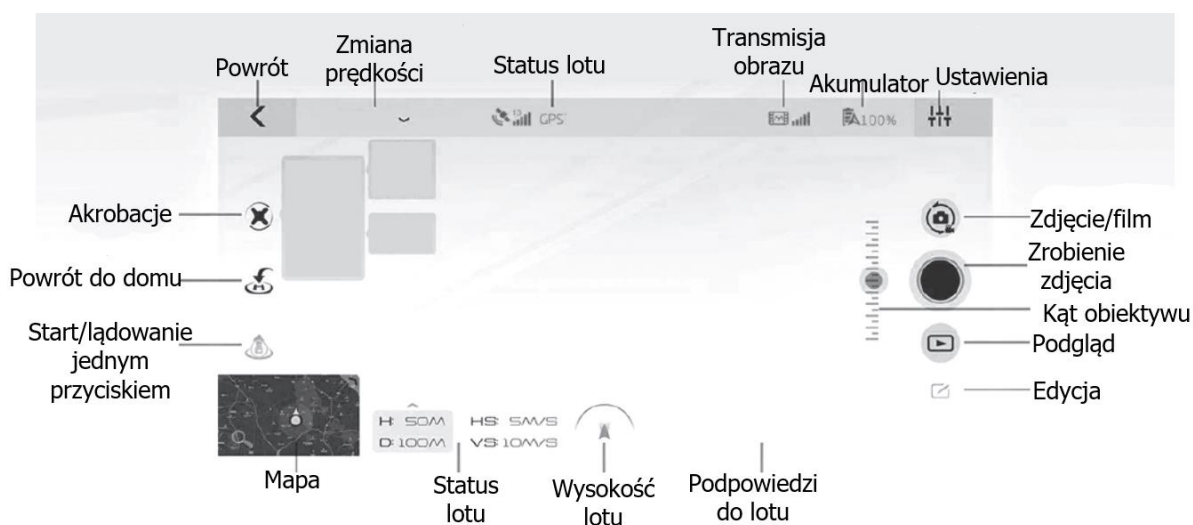 Powrót
Zmiana
prędkości
Status lotu
Transmisja
obrazu
Akumulator
Ustawienia
13
GPS
100%
Akrobacje
Powrót do domu
Start/lądowanie
jednym
przyciskiem
Zdjęcie/film
Zrobienie
zdjęcia
Kąt obiektywu
Podgląd
Edycja
H: 50M HS: 5M/S
D: 100M VS: 10M/S
Mapa
Status
lotu
Wysokość
lotu
Podpowiedzi
do lotu